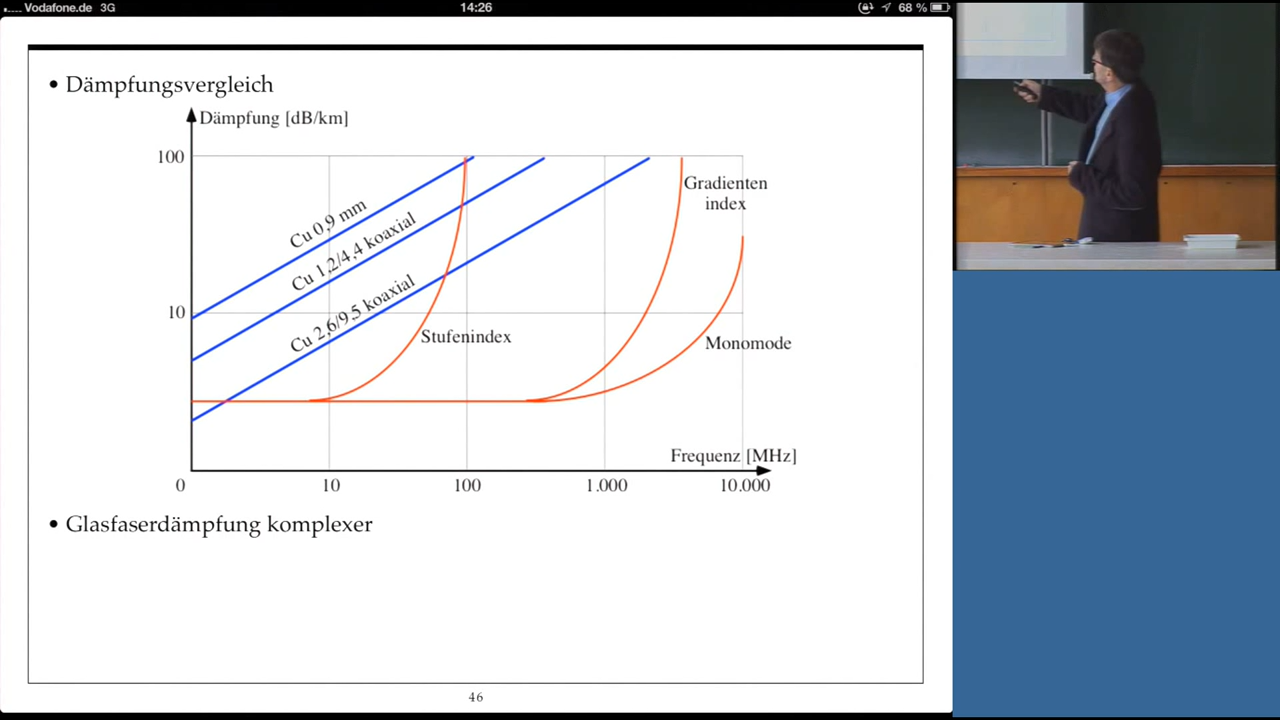 Vodafone.de 3G 14:26 68 %
• Dämpfungsvergleich
Dämpfung [dB/km]
100
Gradienten
index
Cu 0,9 mm
Cu 1,2/4,4 koaxial
Cu 2,6/9,5 koaxial
10
Stufenindex
Monomode
Frequenz [MHz]
0 10 100 1.000 10.000
• Glasfaserdämpfung komplexer
46